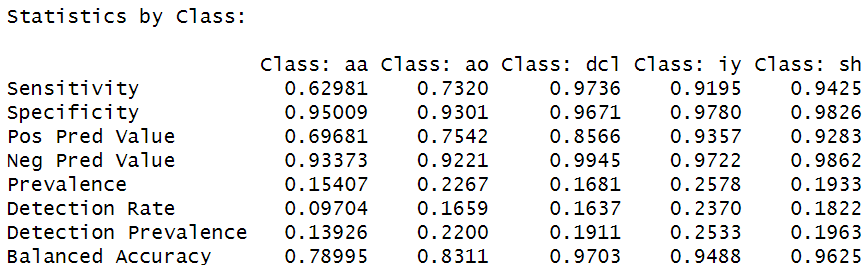 Statistics by Class:
Class: aa Class: ao Class: dcl Class: iy Class: sh
Sensitivity 0.62981 0.7320 0.9736 0.9195 0.9425
Specificity 0.95009 0.9301 0.9671 0.9780 0.9826
Pos Pred Value 0.69681 0.7542 0.8566 0.9357 0.9283
Neg Pred Value 0.93373 0.9221 0.9945 0.9722 0.9862
Prevalence 0.15407 0.2267 0.1681 0.2578 0.1933
Detection Rate 0.09704 0.1659 0.1637 0.2370 0.1822
Detection Prevalence 0.13926 0.2200 0.1911 0.2533 0.1963
Balanced Accuracy 0.78995 0.8311 0.9703 0.9488 0.9625